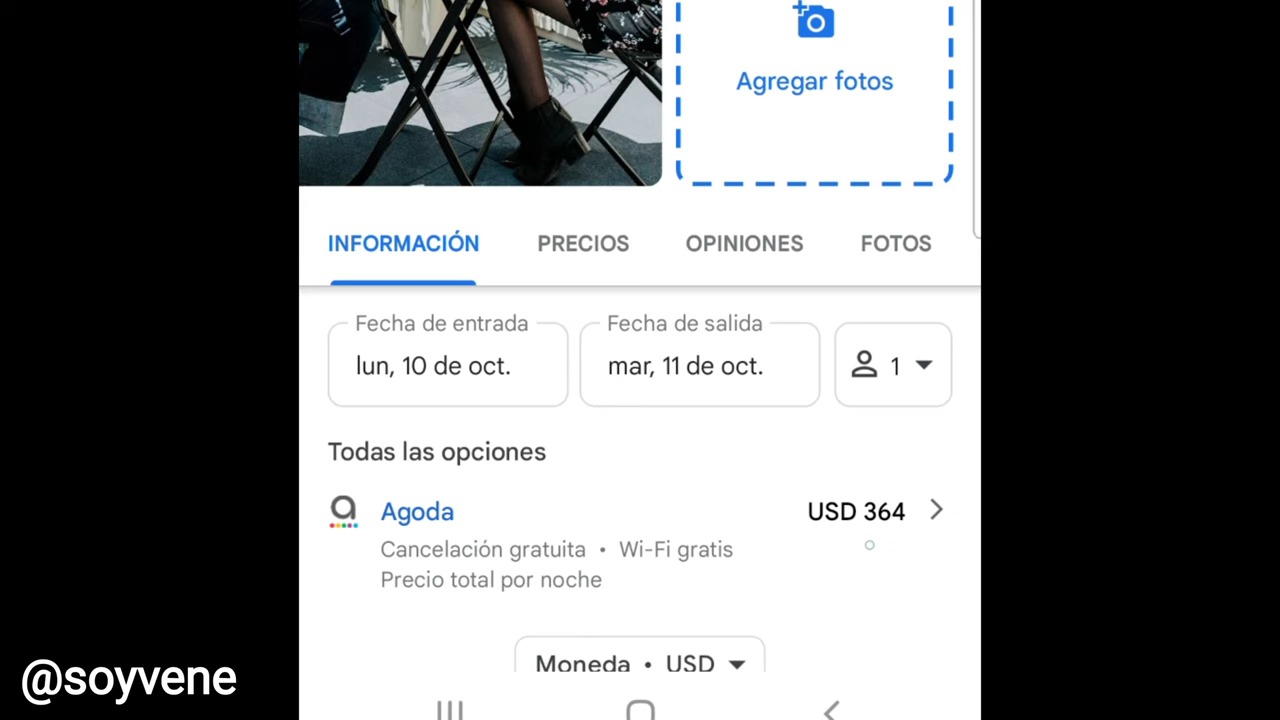 Agregar fotos
INFORMACIÓN PRECIOS OPINIONES FOTOS
Fecha de entrada Fecha de salida
lun, 10 de oct. mar, 11 de oct. 1
Todas las opciones
Agoda USD 364
Cancelación gratuita • Wi-Fi gratis
Precio total por noche
Moneda • USD
@soyvene